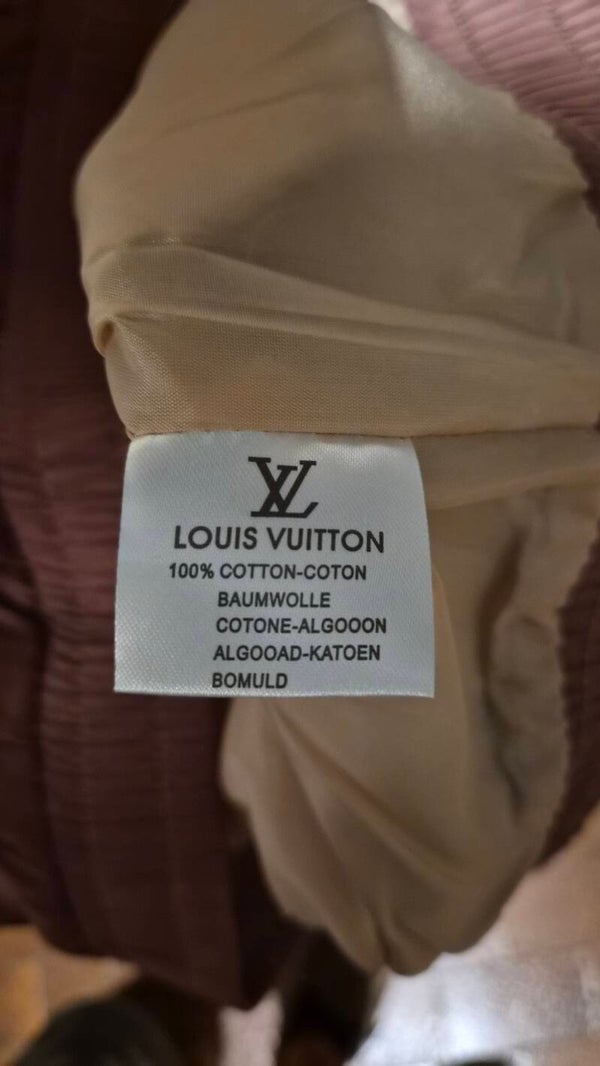 LV
LOUIS VUITTON
100% COTTON-COTON
BAUMWOLLE
COTONE-ALGOOON
ALGOOAD-KATOEN
BOMULD